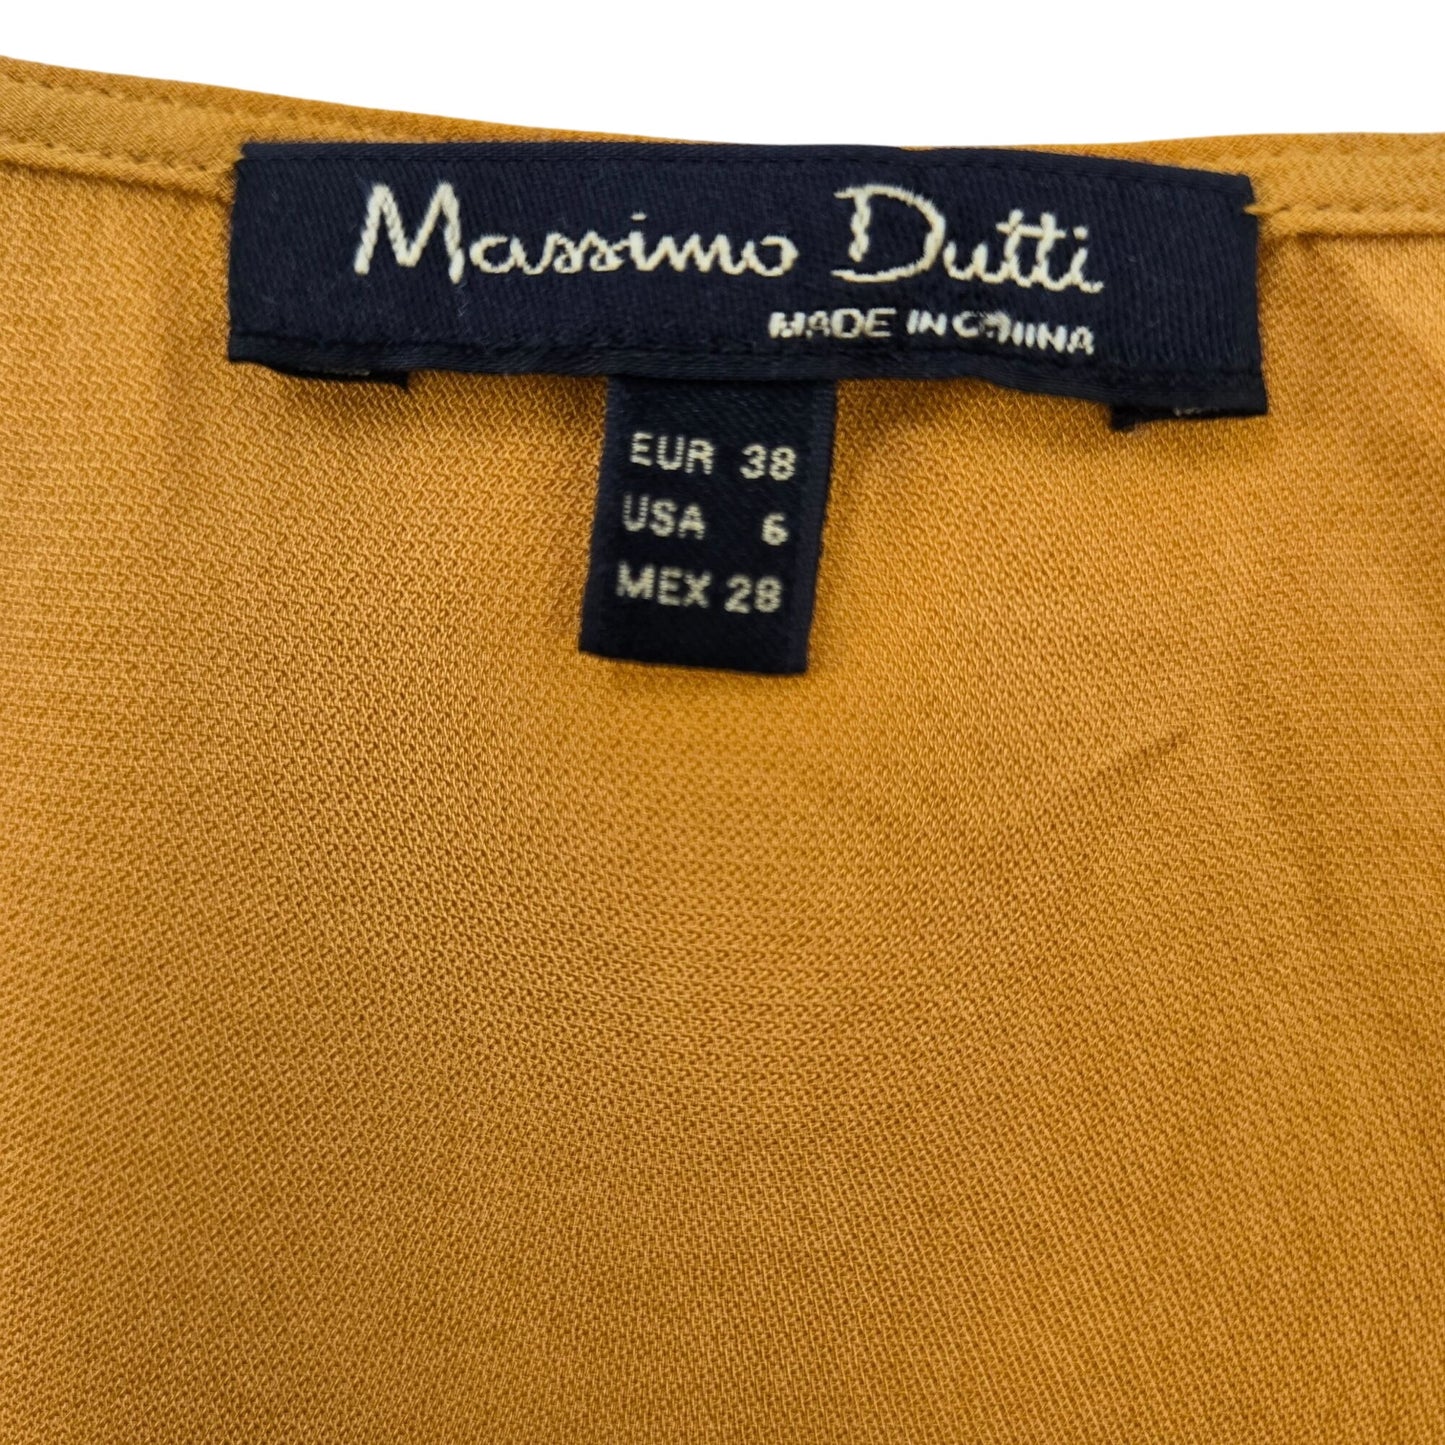 Massimo Dutti
MADE IN CHINA
EUR 38
USA 6
MEX 28